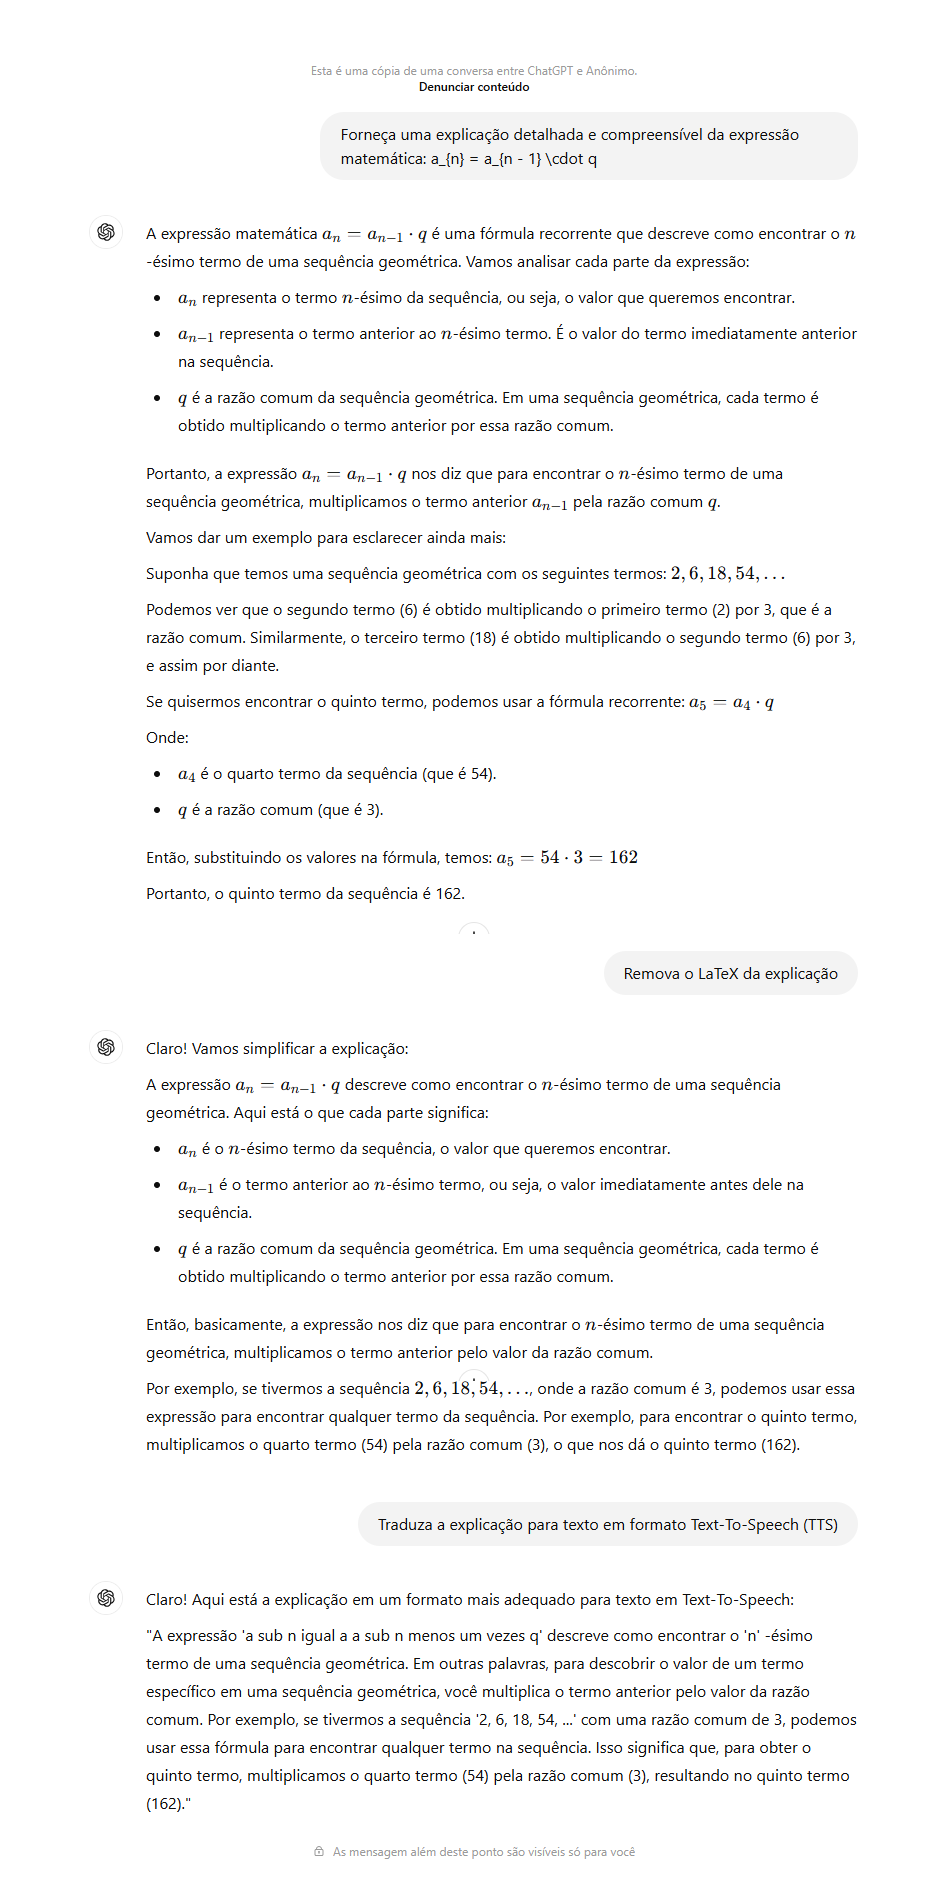 Esta é uma cópia de uma conversa entre ChatGPT e Anônimo.
Denunciar conteúdo
Forneça uma explicação detalhada e compreensível da expressão
matemática: a_{n} = a_{n - 1} \cdot q
A expressão matemática aₙ = aₙ₋₁ · q é uma fórmula recorrente que descreve como encontrar o n
-ésimo termo de uma sequência geométrica. Vamos analisar cada parte da expressão:
• aₙ representa o termo n-ésimo da sequência, ou seja, o valor que queremos encontrar.
• aₙ₋₁ representa o termo anterior ao n-ésimo termo. É o valor do termo imediatamente anterior
na sequência.
• q é a razão comum da sequência geométrica. Em uma sequência geométrica, cada termo é
obtido multiplicando o termo anterior por essa razão comum.
Portanto, a expressão aₙ = aₙ₋₁ · q nos diz que para encontrar o n-ésimo termo de uma
sequência geométrica, multiplicamos o termo anterior aₙ₋₁ pela razão comum q.
Vamos dar um exemplo para esclarecer ainda mais:
Suponha que temos uma sequência geométrica com os seguintes termos: 2, 6, 18, 54, …
Podemos ver que o segundo termo (6) é obtido multiplicando o primeiro termo (2) por 3, que é a
razão comum. Similarmente, o terceiro termo (18) é obtido multiplicando o segundo termo (6) por 3,
e assim por diante.
Se quisermos encontrar o quinto termo, podemos usar a fórmula recorrente: a₅ = a₄ · q
Onde:
• a₄ é o quarto termo da sequência (que é 54).
• q é a razão comum (que é 3).
Então, substituindo os valores na fórmula, temos: a₅ = 54 · 3 = 162
Portanto, o quinto termo da sequência é 162.
Remova o LaTeX da explicação
Claro! Vamos simplificar a explicação:
A expressão aₙ = aₙ₋₁ · q descreve como encontrar o n-ésimo termo de uma sequência
geométrica. Aqui está o que cada parte significa:
• aₙ é o n-ésimo termo da sequência, o valor que queremos encontrar.
• aₙ₋₁ é o termo anterior ao n-ésimo termo, ou seja, o valor imediatamente antes dele na
sequência.
• q é a razão comum da sequência geométrica. Em uma sequência geométrica, cada termo é
obtido multiplicando o termo anterior por essa razão comum.
Então, basicamente, a expressão nos diz que para encontrar o n-ésimo termo de uma sequência
geométrica, multiplicamos o termo anterior pelo valor da razão comum.
Por exemplo, se tivermos a sequência 2, 6, 18, 54, …, onde a razão comum é 3, podemos usar essa
expressão para encontrar qualquer termo da sequência. Por exemplo, para encontrar o quinto termo,
multiplicamos o quarto termo (54) pela razão comum (3), o que nos dá o quinto termo (162).
Traduza a explicação para texto em formato Text-To-Speech (TTS)
Claro! Aqui está a explicação em um formato mais adequado para texto em Text-To-Speech:
"A expressão 'a sub n igual a a sub n menos um vezes q' descreve como encontrar o 'n' -ésimo
termo de uma sequência geométrica. Em outras palavras, para descobrir o valor de um termo
específico em uma sequência geométrica, você multiplica o termo anterior pelo valor da razão
comum. Por exemplo, se tivermos a sequência '2, 6, 18, 54, ...' com uma razão comum de 3, podemos
usar essa fórmula para encontrar qualquer termo na sequência. Isso significa que, para obter o
quinto termo, multiplicamos o quarto termo (54) pela razão comum (3), resultando no quinto termo
(162)."
As mensagem além deste ponto são visíveis só para você